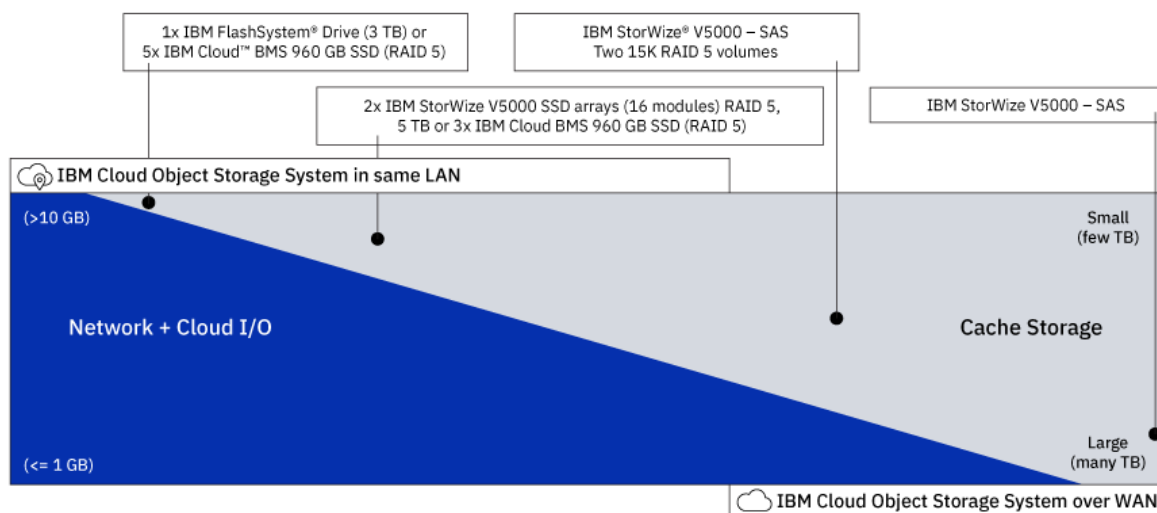 1x IBM FlashSystem® Drive (3 TB) or
5x IBM Cloud™ BMS 960 GB SSD (RAID 5)
IBM StorWize® V5000 – SAS
Two 15K RAID 5 volumes
2x IBM StorWize V5000 SSD arrays (16 modules) RAID 5,
5 TB or 3x IBM Cloud BMS 960 GB SSD (RAID 5)
IBM StorWize V5000 – SAS
IBM Cloud Object Storage System in same LAN
(>10 GB)
Small
(few TB)
Network + Cloud I/O
Cache Storage
(<= 1 GB)
Large
(many TB)
IBM Cloud Object Storage System over WAN